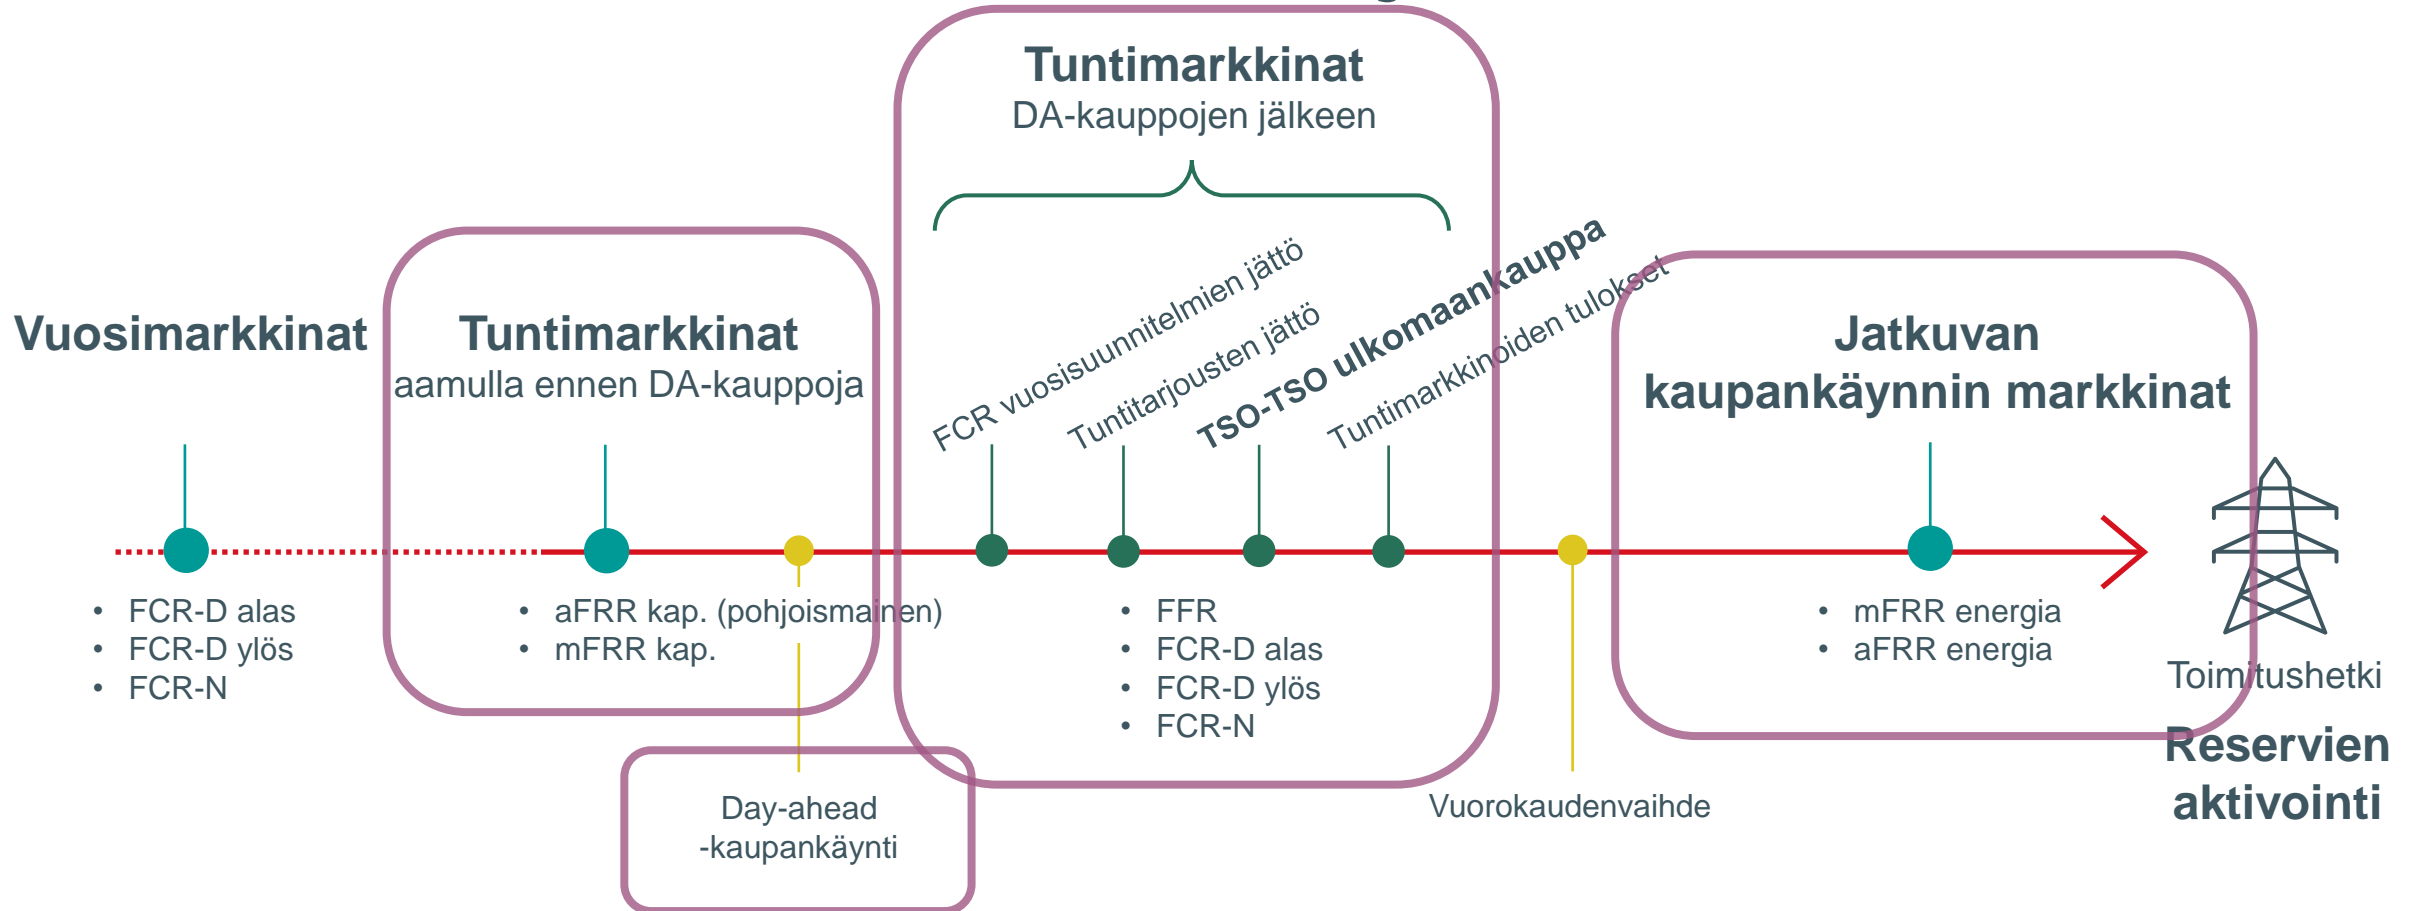 Tuntimarkkinat
DA-kauppojen jälkeen
Vuosimarkkinat
Tuntimarkkinat
aamulla ennen DA-kauppoja
FCR vuosisuunnitelmien jättö
Tuntitarjousten jättö
TSO-TSO ulkomaankauppa
Tuntimarkkinoiden tulokset
Jatkuvan
kaupankäynnin markkinat
• FCR-D alas
• FCR-D ylös
• FCR-N
• aFRR kap. (pohjoismainen)
• mFRR kap.
• FFR
• FCR-D alas
• FCR-D ylös
• FCR-N
• mFRR energia
• aFRR energia
Toimitushetki
Reservien
aktivointi
Day-ahead
-kaupankäynti
Vuorokaudenvaihde